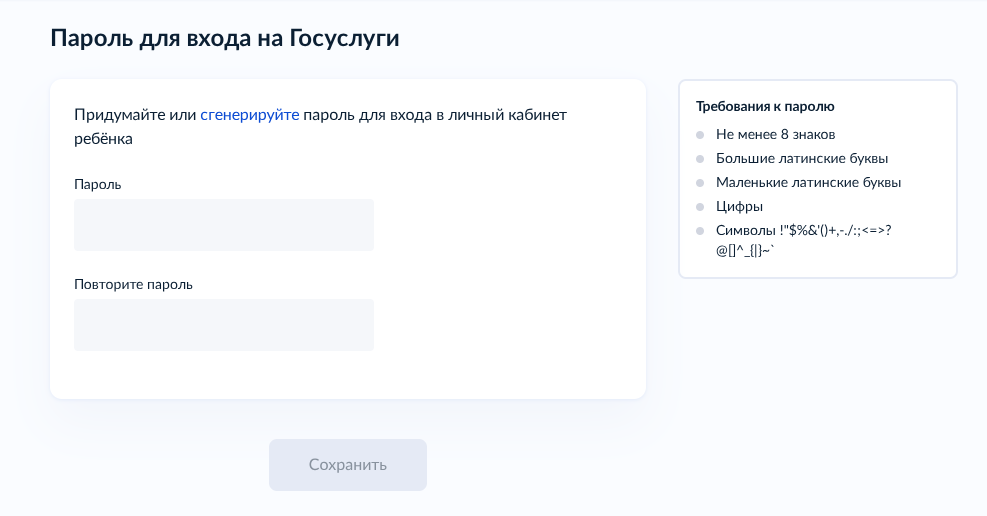 Пароль для входа на Госуслуги
Придумайте или сгенерируйте пароль для входа в личный кабинет
ребёнка
Пароль
Повторите пароль
Сохранить
Требования к паролю
Не менее 8 знаков
Большие латинские буквы
Маленькие латинские буквы
Цифры
Символы !"$%&'()+,-./:;<=>?
@[]^_{|}~`